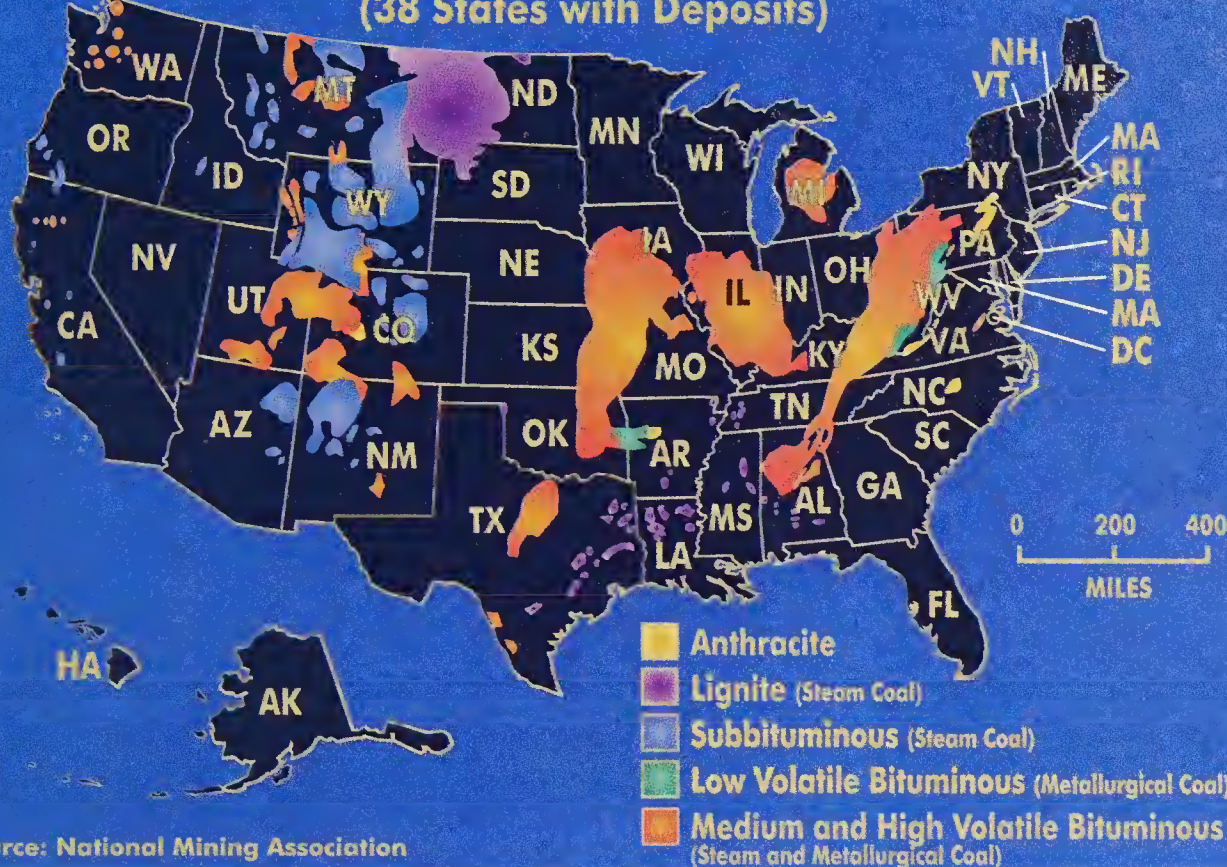 (38 States with Deposits)
WA
MT
ND
MN
OR
ID
WY
SD
WI
MI
NH
VT
ME
NY
MA
RI
CT
NJ
DE
MA
DC
NV
UT
CO
NE
IA
IL
IN
OH
PA
WV
VA
CA
KS
MO
KY
AZ
NM
OK
AR
TN
NC
SC
TX
LA
MS
AL
GA
FL
0 200 400
MILES
HA
AK
Anthracite
Lignite (Steam Coal)
Subbituminous (Steam Coal)
Low Volatile Bituminous (Metallurgical Coal)
Medium and High Volatile Bituminous
(Steam and Metallurgical Coal)
rce: National Mining Association